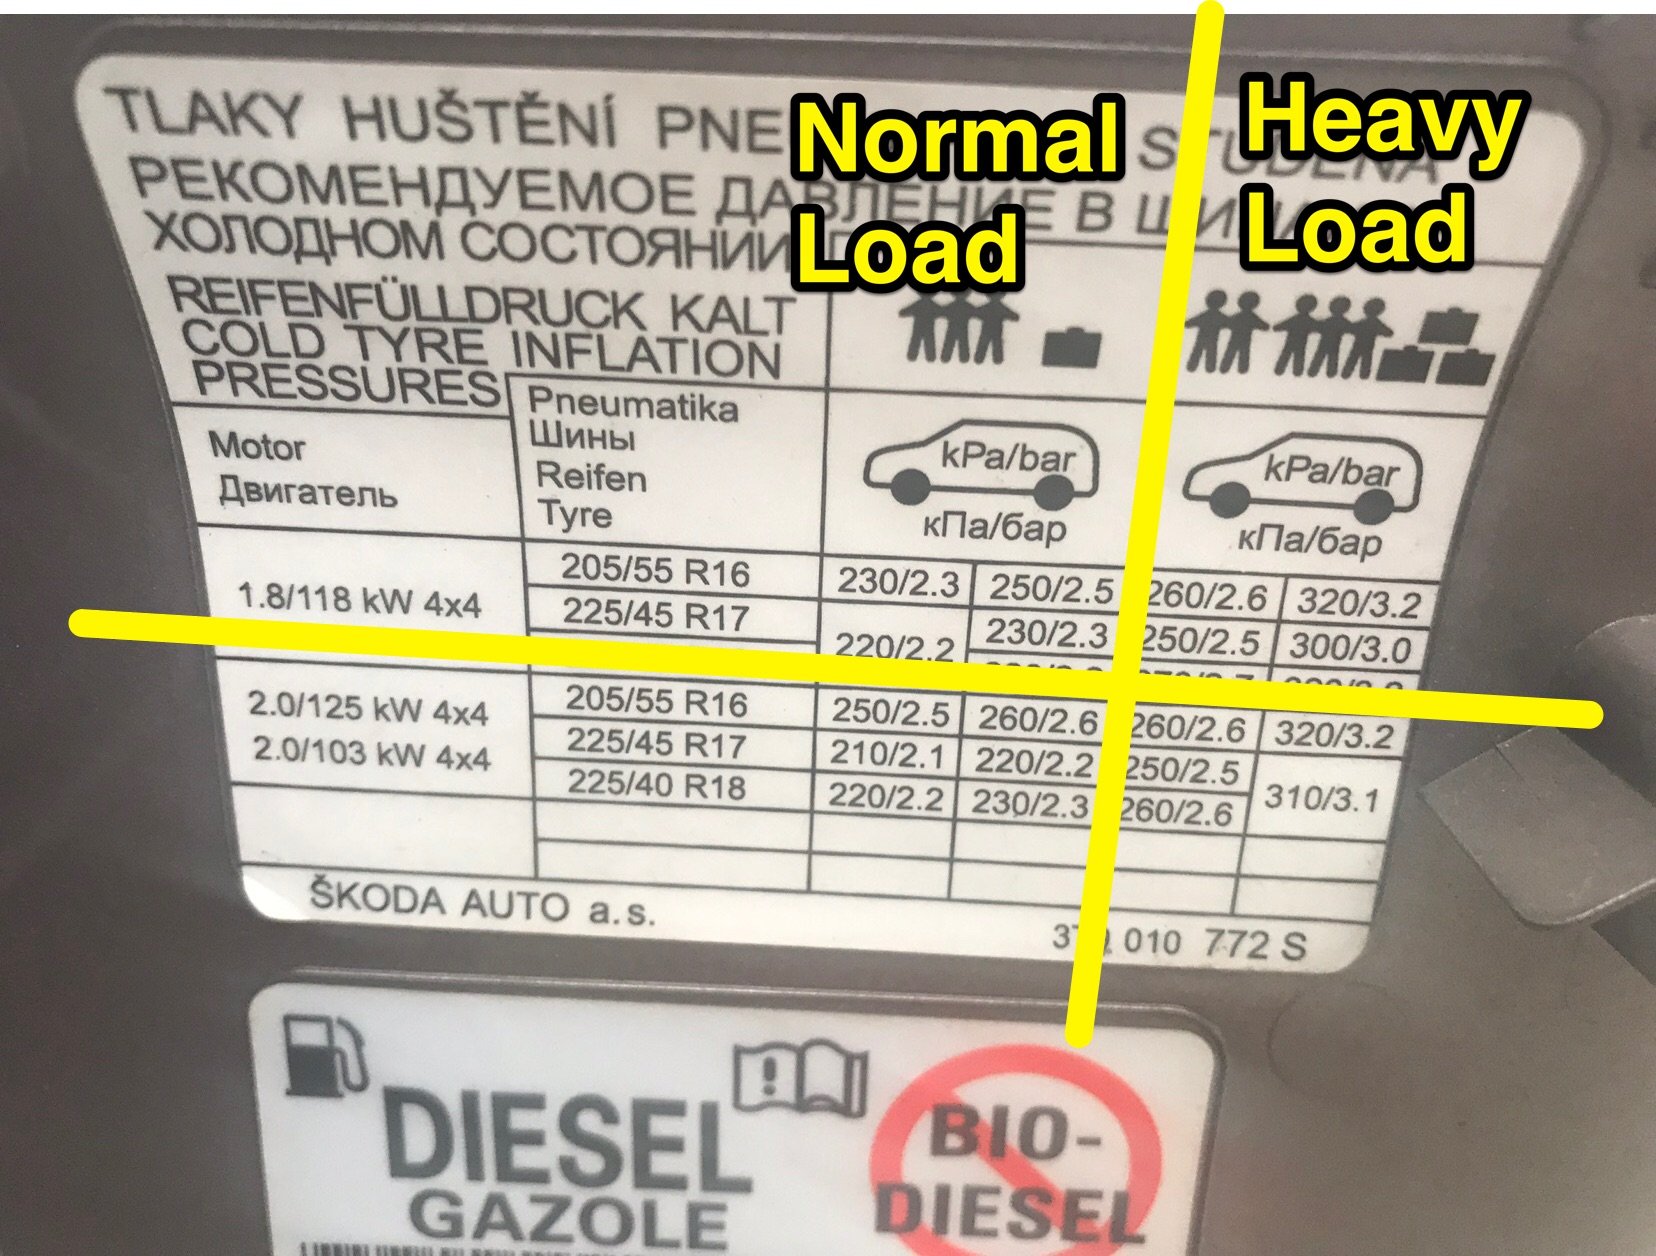 Normal
Load
Heavy
Load
TLAKY HUŠTĚNÍ PNE STUDENA
РЕКОМЕНДУЕМОЕ ДАВЛЕНИЕ В
ХОЛОДНОМ СОСТОЯНИИ
REIFENFÜLLDRUCK KALT
COLD TYRE INFLATION
PRESSURES
Motor
Двигатель
Pneumatika
Шины
Reifen
Tyre
kPa/bar
кПа/бар
kPa/bar
кПа/бар
1.8/118 kW 4x4
205/55 R16 230/2.3 250/2.5 260/2.6 320/3.2
225/45 R17 220/2.2 230/2.3 250/2.5 300/3.0
2.0/125 kW 4x4
2.0/103 kW 4x4
205/55 R16 250/2.5 260/2.6 260/2.6 320/3.2
225/45 R17 210/2.1 220/2.2 250/2.5 310/3.1
225/40 R18 220/2.2 230/2.3 260/2.6
ŠKODA AUTO a.s.
010 772 S
DIESEL
GAZOLE
BIO-
DIESEL